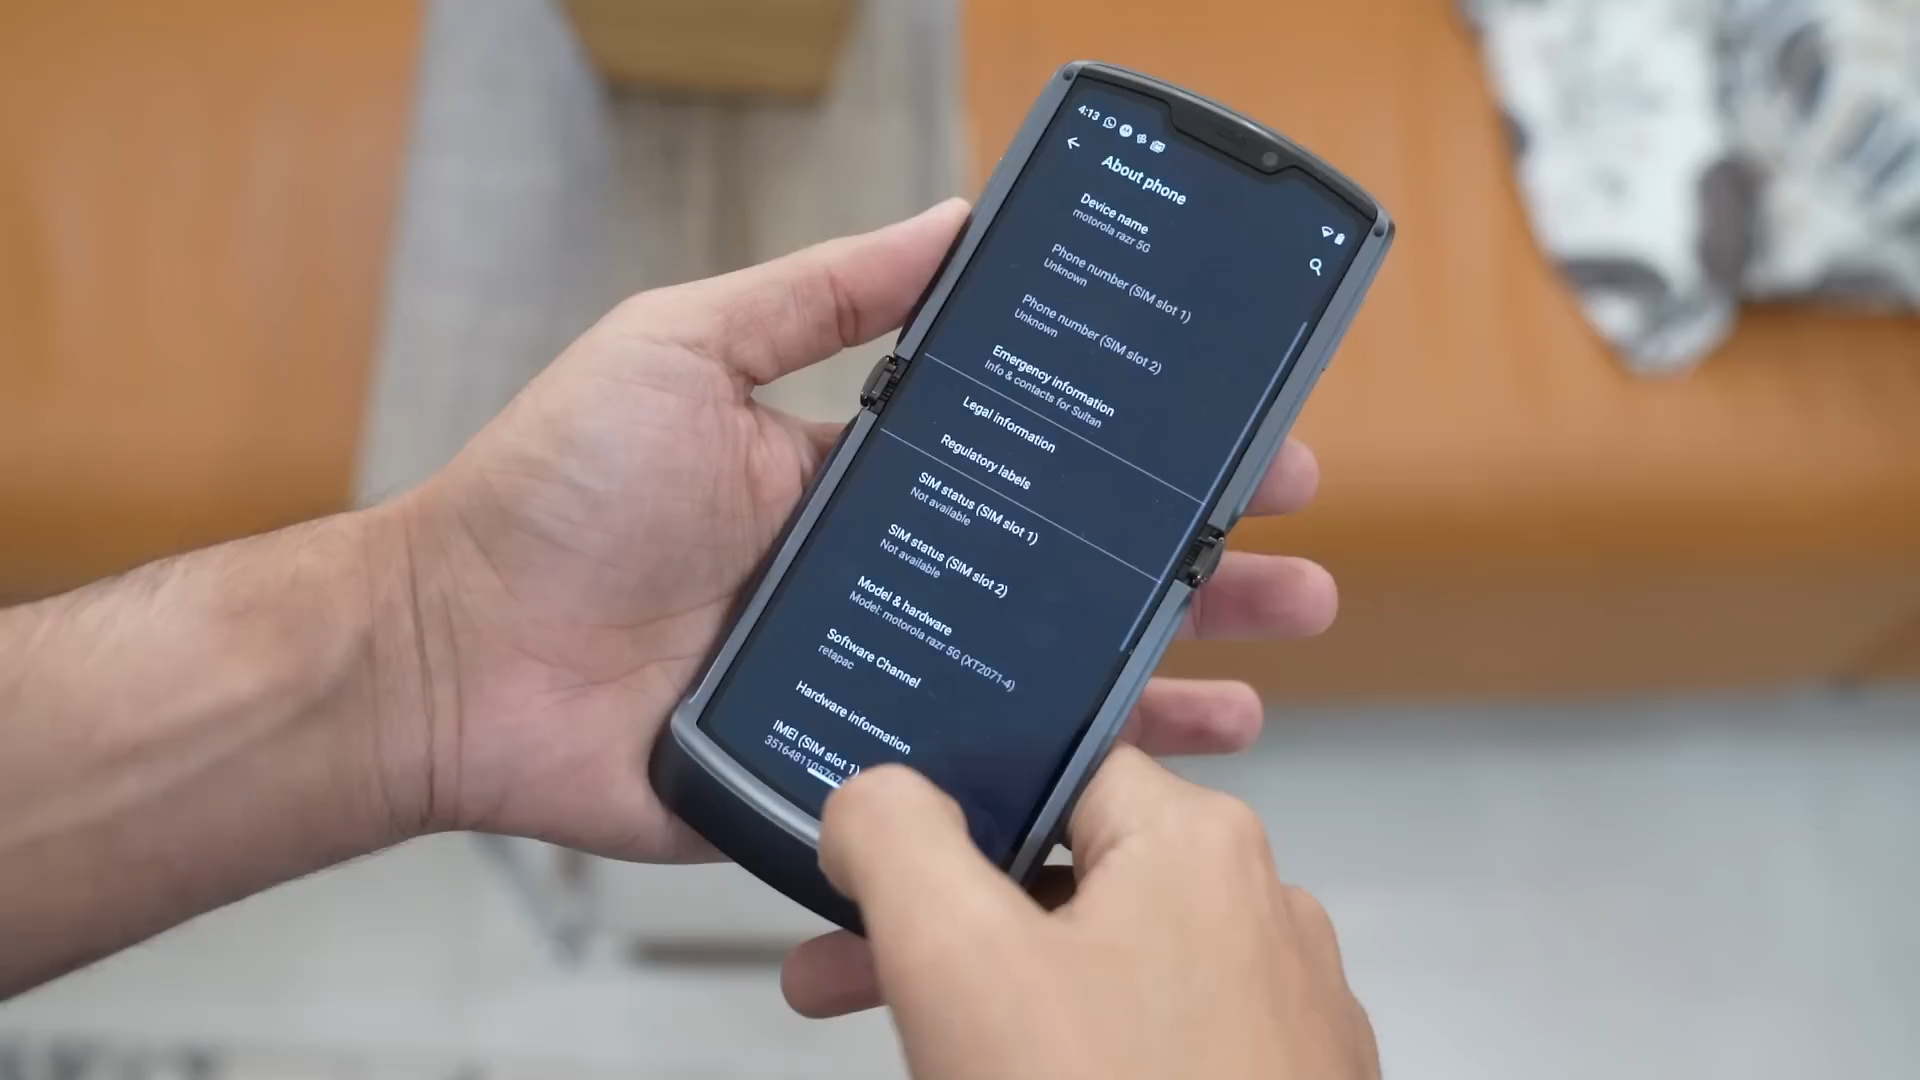 4:13
About phone
Device name
motorola razr 5G
Phone number (SIM slot 1)
Unknown
Phone number (SIM slot 2)
Unknown
Emergency information
Info & contacts for Sultan
Legal information
Regulatory labels
SIM status (SIM slot 1)
Not available
SIM status (SIM slot 2)
Not available
Model & hardware
Model: motorola razr 5G (XT2071-4)
Software Channel
retapac
Hardware information
IMEI (SIM slot 1)